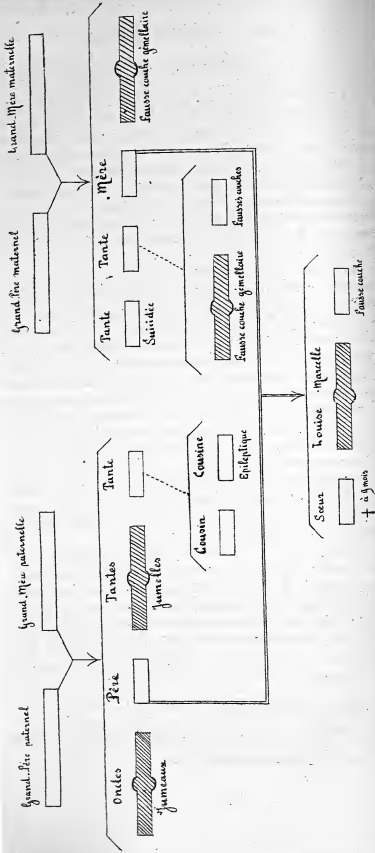 Grand-Père paternel
Grand-Mère paternelle
Grand-Père maternel
Grand-Mère maternelle
Oncles
Jumeaux
Père
Tantes
Jumelles
Tante
Tante
Suicidée
Tante
Mère
Fausse couche gémellaire
Cousin
Cousine
Epileptique
Fausse couche gémellaire
Fausses couches
Sœur
+ à 9 mois
Louise-Marcelle
Fausse couche